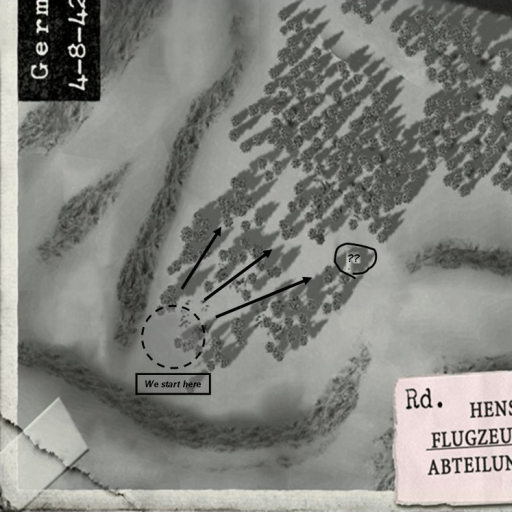 Germ
4-8-42
??
We start here
Rd.
HENS
FLUGZEU
ABTEILUN